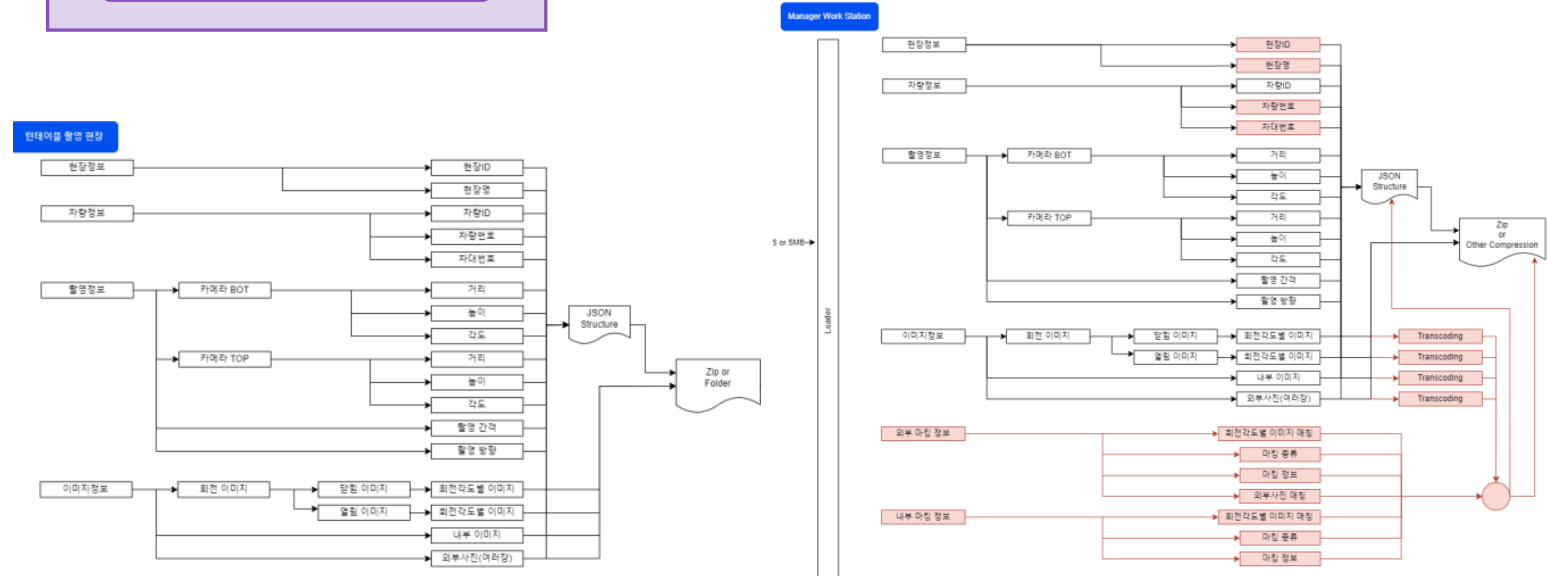 턴테이블 촬영 현장
현장정보
현장ID
현장명
차량정보
차량ID
차량번호
차대번호
촬영정보
카메라 BOT
거리
높이
각도
카메라 TOP
거리
높이
각도
촬영 간격
촬영 방향
이미지정보
회전 이미지
닫힘 이미지
회전각도별 이미지
열림 이미지
회전각도별 이미지
내부 이미지
외부사진(여러장)
JSON
Structure
Zip or
Folder
S or SMB
Loader
Manager Work Station
현장정보
현장ID
현장명
차량정보
차량ID
차량번호
차대번호
촬영정보
카메라 BOT
거리
높이
각도
카메라 TOP
거리
높이
각도
촬영 간격
촬영 방향
이미지정보
회전 이미지
닫힘 이미지
회전각도별 이미지
Transcoding
열림 이미지
회전각도별 이미지
Transcoding
내부 이미지
Transcoding
외부사진(여러장)
Transcoding
JSON
Structure
Zip
or
Other Compression
외부 마킹 정보
회전각도별 이미지 매칭
마킹 종류
마킹 정보
외부사진 매칭
내부 마킹 정보
회전각도별 이미지 매칭
마킹 종류
마킹 정보